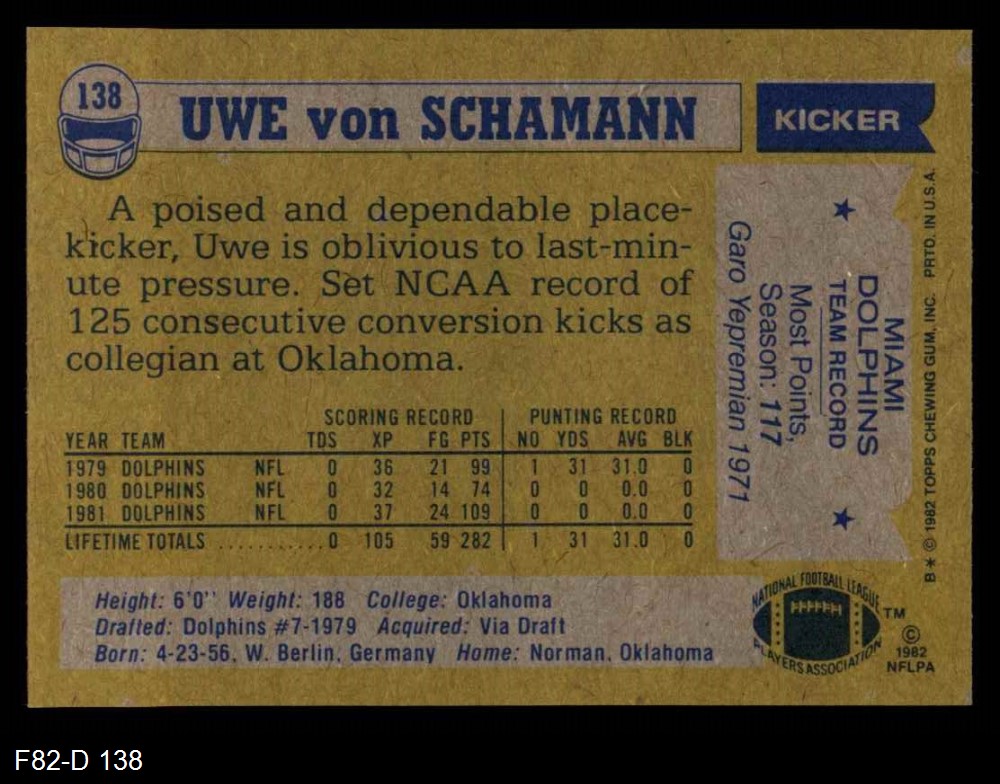 138
UWE von SCHAMANN
KICKER
A poised and dependable place-
kicker, Uwe is oblivious to last-min-
ute pressure. Set NCAA record of
125 consecutive conversion kicks as
collegian at Oklahoma.
SCORING RECORD PUNTING RECORD
YEAR TEAM TDS XP FG PTS NO YDS AVG BLK
1979 DOLPHINS NFL 0 36 21 99 1 31 31.0 0
1980 DOLPHINS NFL 0 32 14 74 0 0 0.0 0
1981 DOLPHINS NFL 0 37 24 109 0 0 0.0 0
LIFETIME TOTALS ............0 105 59 282 1 31 31.0 0
Height: 6'0" Weight: 188 College: Oklahoma
Drafted: Dolphins #7-1979 Acquired: Via Draft
Born: 4-23-56, W. Berlin, Germany Home: Norman, Oklahoma
MIAMI
DOLPHINS
TEAM RECORD
Most Points,
Season: 117
Garo Yepremian 1971
B* © 1982 TOPPS CHEWING GUM, INC. PRTD. IN U.S.A.
NATIONAL FOOTBALL LEAGUE
PLAYERS ASSOCIATION
TM
©
1982
NFLPA
F82-D 138